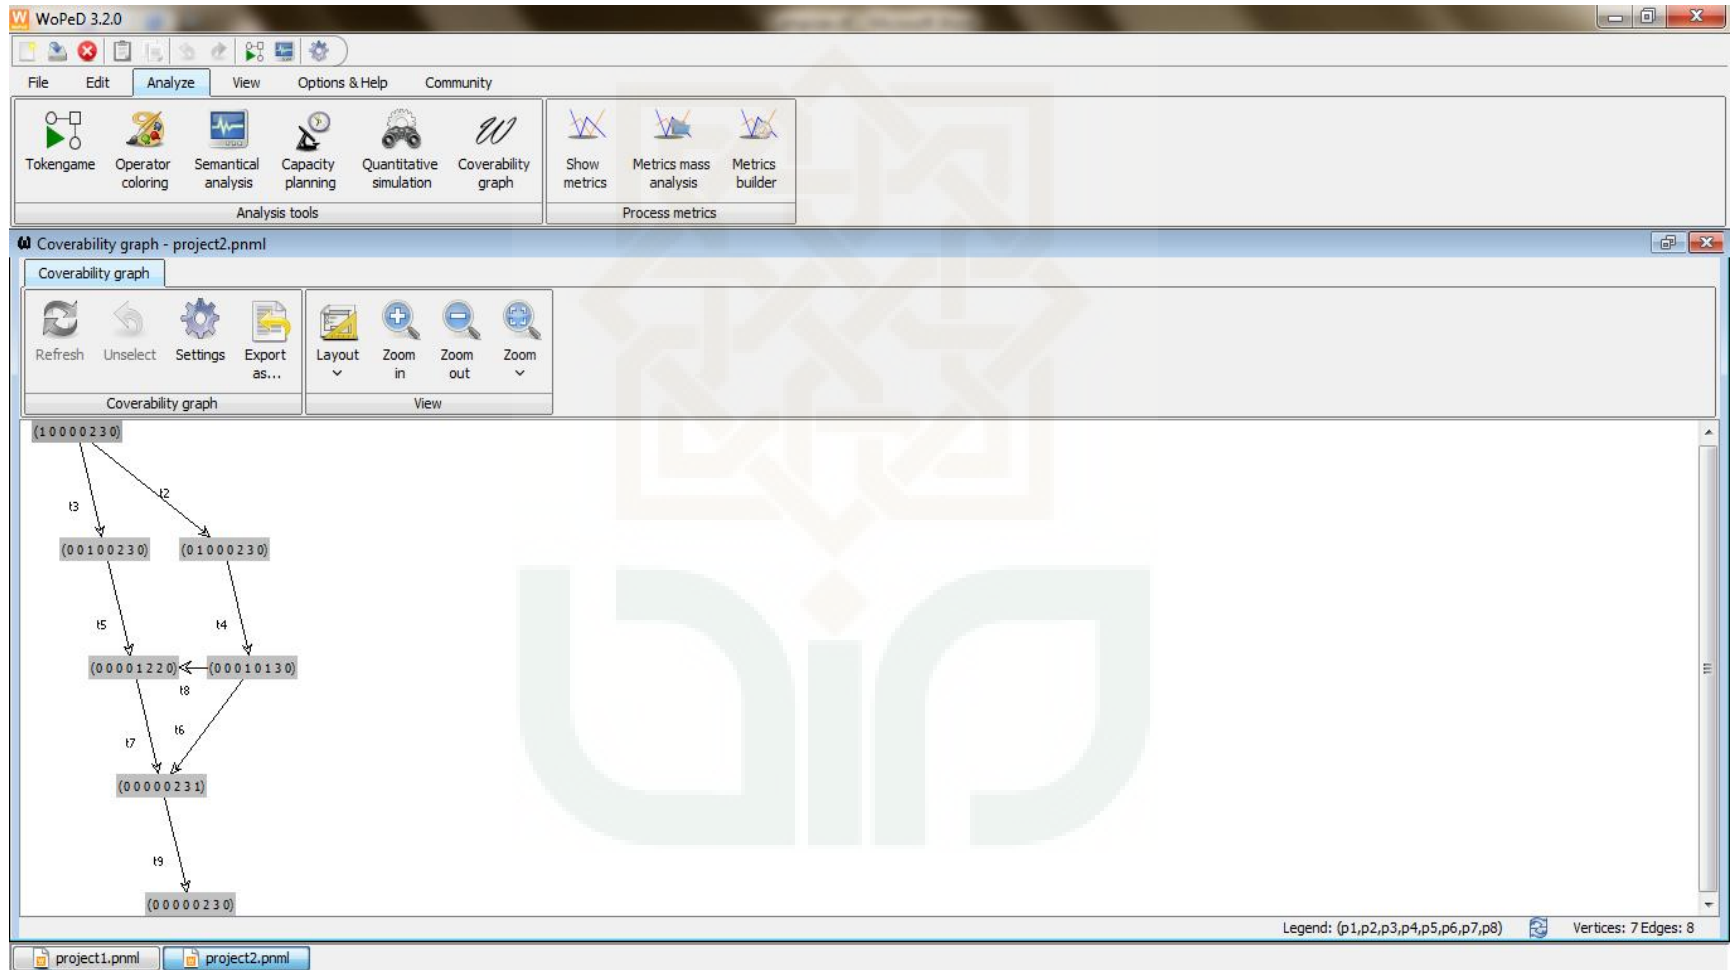 WoPeD 3.2.0
File Edit Analyze View Options & Help Community
Tokengame Operator coloring Semantical analysis Capacity planning Quantitative simulation Coverability graph Show metrics Metrics mass analysis Metrics builder
Analysis tools Process metrics
Coverability graph - project2.pnml
Coverability graph
Refresh Unselect Settings Export as... Layout Zoom in Zoom out Zoom
Coverability graph View
(1 0 0 0 0 2 3 0)
t2
t3
(0 0 1 0 0 2 3 0) (0 1 0 0 0 2 3 0)
t5 t4
(0 0 0 0 1 2 2 0) (0 0 0 1 0 1 3 0)
t8
t6
t7
(0 0 0 0 0 2 3 1)
t9
(0 0 0 0 0 2 3 0)
Legend: (p1,p2,p3,p4,p5,p6,p7,p8) Vertices: 7 Edges: 8
project1.pnml project2.pnml